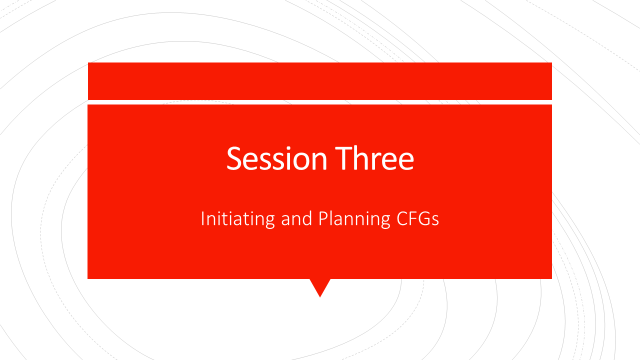 Session Three
Initiating and Planning CFGs